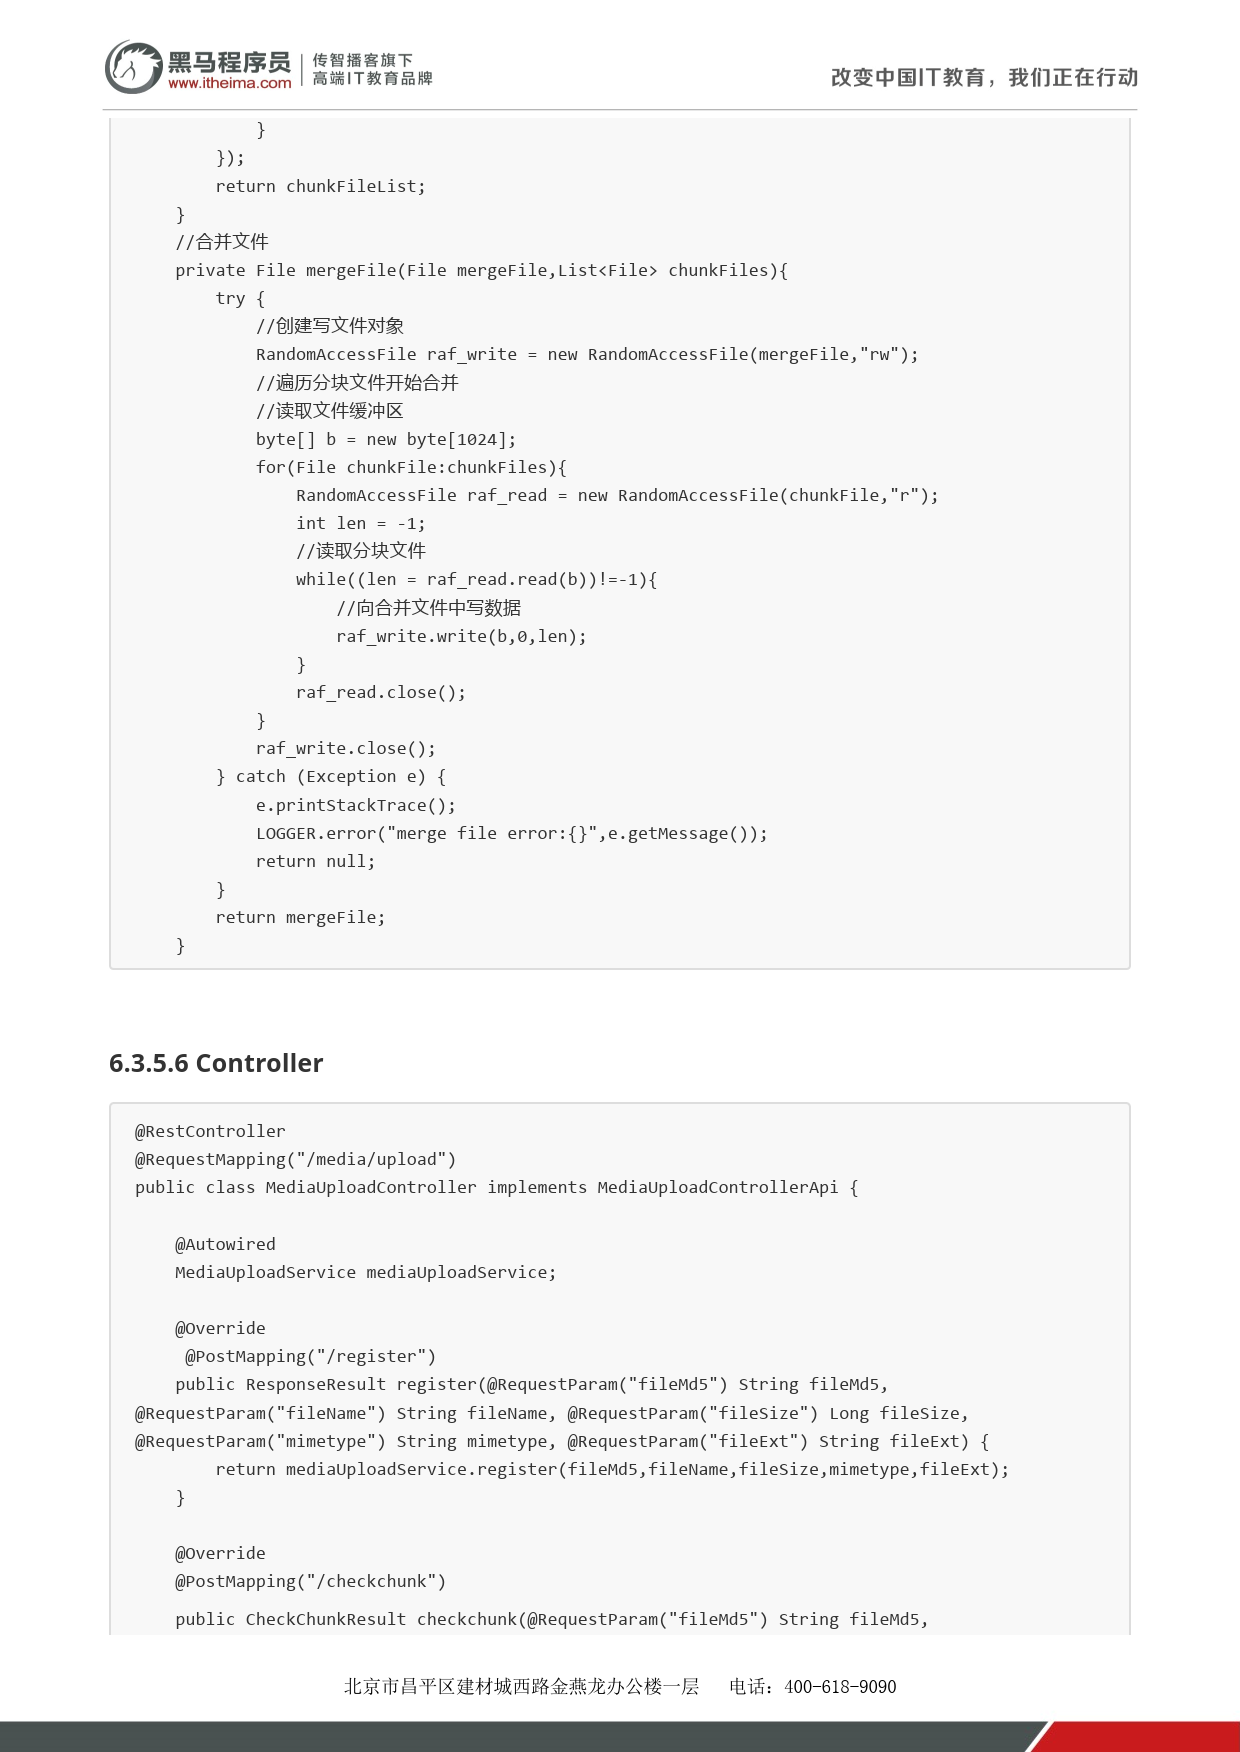 黑马程序员
www.itheima.com
传智播客旗下
高端IT教育品牌
改变中国IT教育，我们正在行动
            }
        });
        return chunkFileList;
    }
    //合并文件
    private File mergeFile(File mergeFile,List<File> chunkFiles){
        try {
            //创建写文件对象
            RandomAccessFile raf_write = new RandomAccessFile(mergeFile,"rw");
            //遍历分块文件开始合并
            //读取文件缓冲区
            byte[] b = new byte[1024];
            for(File chunkFile:chunkFiles){
                RandomAccessFile raf_read = new RandomAccessFile(chunkFile,"r");
                int len = -1;
                //读取分块文件
                while((len = raf_read.read(b))!=-1){
                    //向合并文件中写数据
                    raf_write.write(b,0,len);
                }
                raf_read.close();
            }
            raf_write.close();
        } catch (Exception e) {
            e.printStackTrace();
            LOGGER.error("merge file error:{}",e.getMessage());
            return null;
        }
        return mergeFile;
    }
6.3.5.6 Controller
@RestController
@RequestMapping("/media/upload")
public class MediaUploadController implements MediaUploadControllerApi {
    @Autowired
    MediaUploadService mediaUploadService;
    @Override
     @PostMapping("/register")
    public ResponseResult register(@RequestParam("fileMd5") String fileMd5,
@RequestParam("fileName") String fileName, @RequestParam("fileSize") Long fileSize,
@RequestParam("mimetype") String mimetype, @RequestParam("fileExt") String fileExt) {
        return mediaUploadService.register(fileMd5,fileName,fileSize,mimetype,fileExt);
    }
    @Override
    @PostMapping("/checkchunk")
    public CheckChunkResult checkchunk(@RequestParam("fileMd5") String fileMd5,
北京市昌平区建材城西路金燕龙办公楼一层 电话：400-618-9090